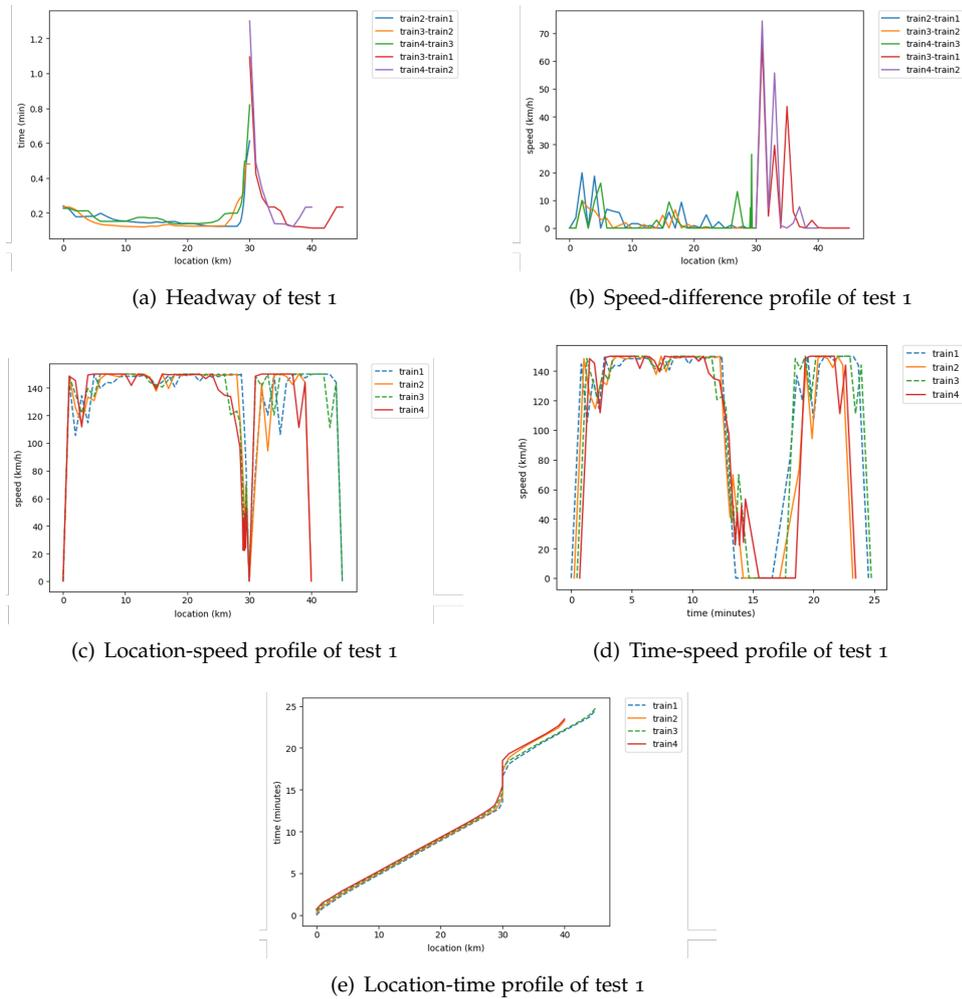 time (min)
1.2
1.0
0.8
0.6
0.4
0.2
0 10 20 30 40
location (km)
train2-train1
train3-train2
train4-train3
train3-train1
train4-train2
(a) Headway of test 1
speed (km/h)
70
60
50
40
30
20
10
0
0 10 20 30 40
location (km)
train2-train1
train3-train2
train4-train3
train3-train1
train4-train2
(b) Speed-difference profile of test 1
speed (km/h)
140
120
100
80
60
40
20
0
0 10 20 30 40
location (km)
train1
train2
train3
train4
(c) Location-speed profile of test 1
speed (km/h)
140
120
100
80
60
40
20
0
0 5 10 15 20 25
time (minutes)
train1
train2
train3
train4
(d) Time-speed profile of test 1
time (minutes)
25
20
15
10
5
0
0 10 20 30 40
location (km)
train1
train2
train3
train4
(e) Location-time profile of test 1